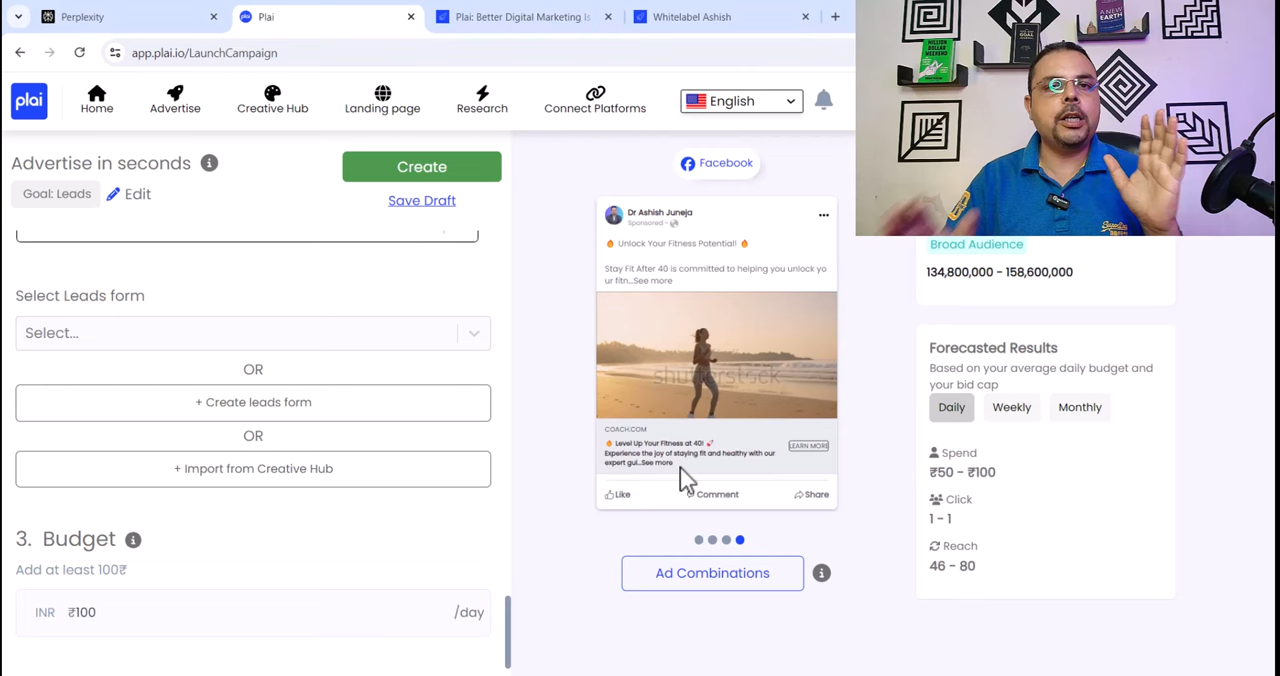 Perplexity
Plai
Plai: Better Digital Marketing Is
Whitelabel Ashish
app.plai.io/LaunchCampaign
plai
Home
Advertise
Creative Hub
Landing page
Research
Connect Platforms
English
MILLION
DOLLAR
WEEKEND
A NEW
EARTH
Advertise in seconds
Create
Goal: Leads
Edit
Save Draft
Select Leads form
Select...
OR
+ Create leads form
OR
+ Import from Creative Hub
3. Budget
Add at least 100₹
INR ₹100 /day
Facebook
Dr Ashish Juneja
Sponsored -
🔥 Unlock Your Fitness Potential! 🔥
Stay Fit After 40 is committed to helping you unlock yo
ur fitn...See more
shutterstock
COACH.COM
🔥 Level Up Your Fitness at 40! 🚀
Experience the joy of staying fit and healthy with our
expert gui...See more
LEARN MORE
Like
Comment
Share
Ad Combinations
Broad Audience
134,800,000 - 158,600,000
Forecasted Results
Based on your average daily budget and
your bid cap
Daily
Weekly
Monthly
Spend
₹50 - ₹100
Click
1 - 1
Reach
46 - 80